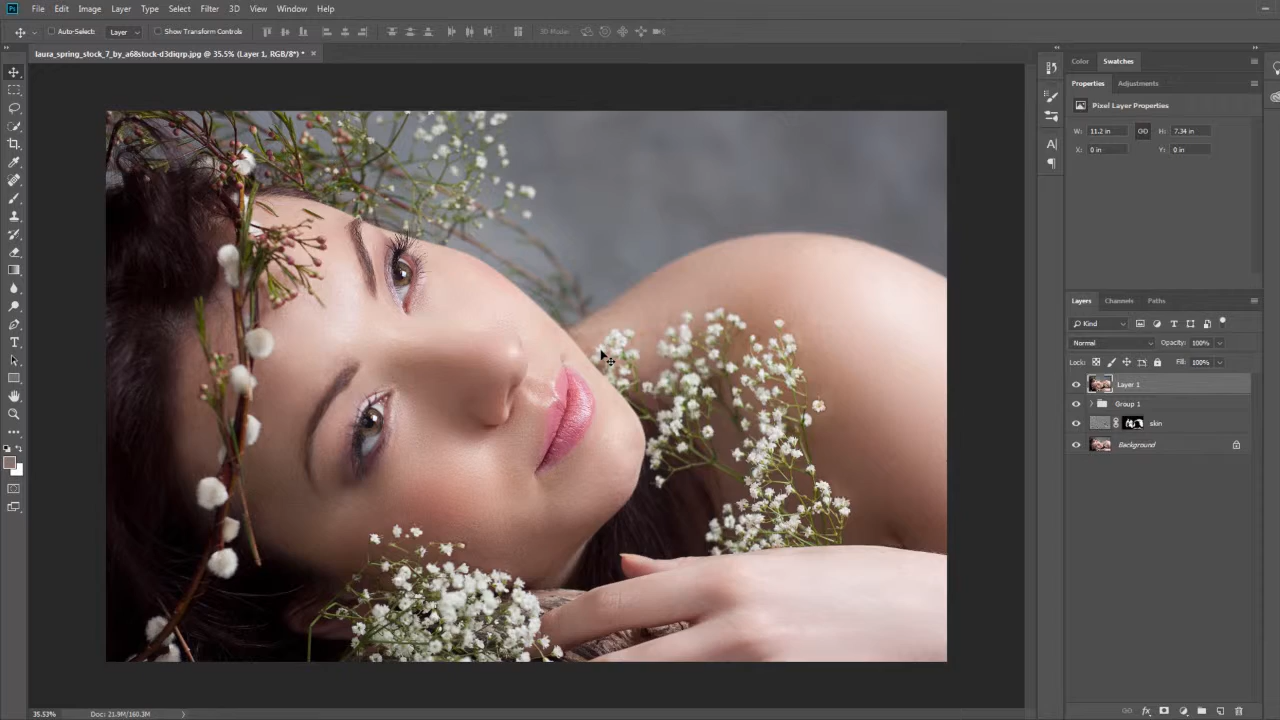 Ps File Edit Image Layer Type Select Filter 3D View Window Help
Auto-Select: Layer Show Transform Controls 3D Mode:
laura_spring_stock_7_by_a68stock-d3diqrp.jpg @ 35.5% (Layer 1, RGB/8*) *
Color Swatches
Properties Adjustments
Pixel Layer Properties
W: 11.2 in H: 7.34 in
X: 0 in Y: 0 in
Layers Channels Paths
Kind
Normal Opacity: 100%
Lock: Fill: 100%
Layer 1
Group 1
skin
Background
35.53% Doc: 21.9M/160.3M